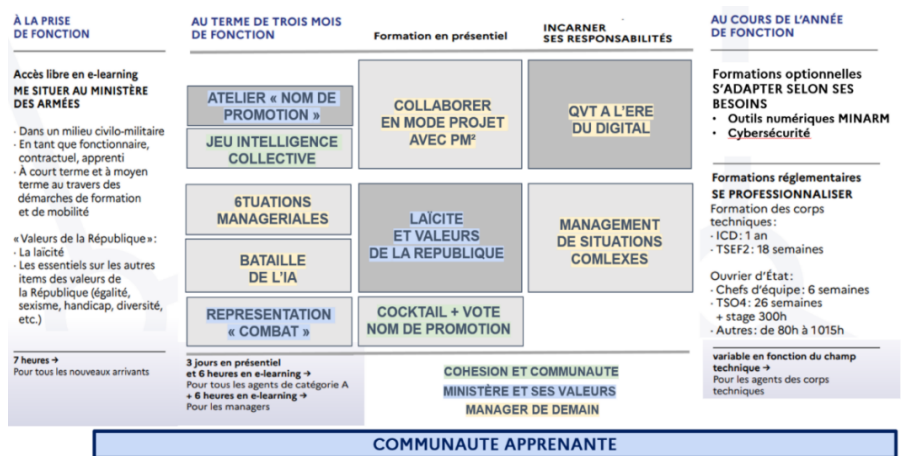 À LA PRISE
DE FONCTION
Accès libre en e-learning
ME SITUER AU MINISTÈRE
DES ARMÉES
· Dans un milieu civilo-militaire
· En tant que fonctionnaire,
contractuel, apprenti
· À court terme et à moyen
terme au travers des
démarches de formation
et de mobilité
« Valeurs de la République » :
· La laïcité
· Les essentiels sur les autres
items des valeurs de
la République (égalité,
sexisme, handicap, diversité,
etc.)
7 heures →
Pour tous les nouveaux arrivants
AU TERME DE TROIS MOIS
DE FONCTION
Formation en présentiel
INCARNER
SES RESPONSABILITÉS
ATELIER « NOM DE
PROMOTION »
JEU INTELLIGENCE
COLLECTIVE
COLLABORER
EN MODE PROJET
AVEC PM²
QVT A L'ERE
DU DIGITAL
6TUATIONS
MANAGERIALES
BATAILLE
DE L'IA
LAÏCITE
ET VALEURS
DE LA REPUBLIQUE
MANAGEMENT
DE SITUATIONS
COMLEXES
REPRESENTATION
« COMBAT »
COCKTAIL + VOTE
NOM DE PROMOTION
3 jours en présentiel
et 6 heures en e-learning →
Pour tous les agents de catégorie A
+ 6 heures en e-learning →
Pour les managers
COHESION ET COMMUNAUTE
MINISTÈRE ET SES VALEURS
MANAGER DE DEMAIN
AU COURS DE L'ANNÉE
DE FONCTION
Formations optionnelles
S'ADAPTER SELON SES
BESOINS
• Outils numériques MINARM
• Cybersécurité
Formations réglementaires
SE PROFESSIONNALISER
Formation des corps
techniques :
· ICD : 1 an
· TSEF2 : 18 semaines
Ouvrier d'État :
· Chefs d'équipe : 6 semaines
· TSO4 : 26 semaines
+ stage 300h
· Autres : de 80h à 1015h
variable en fonction du champ
technique →
Pour les agents des corps
techniques
COMMUNAUTE APPRENANTE